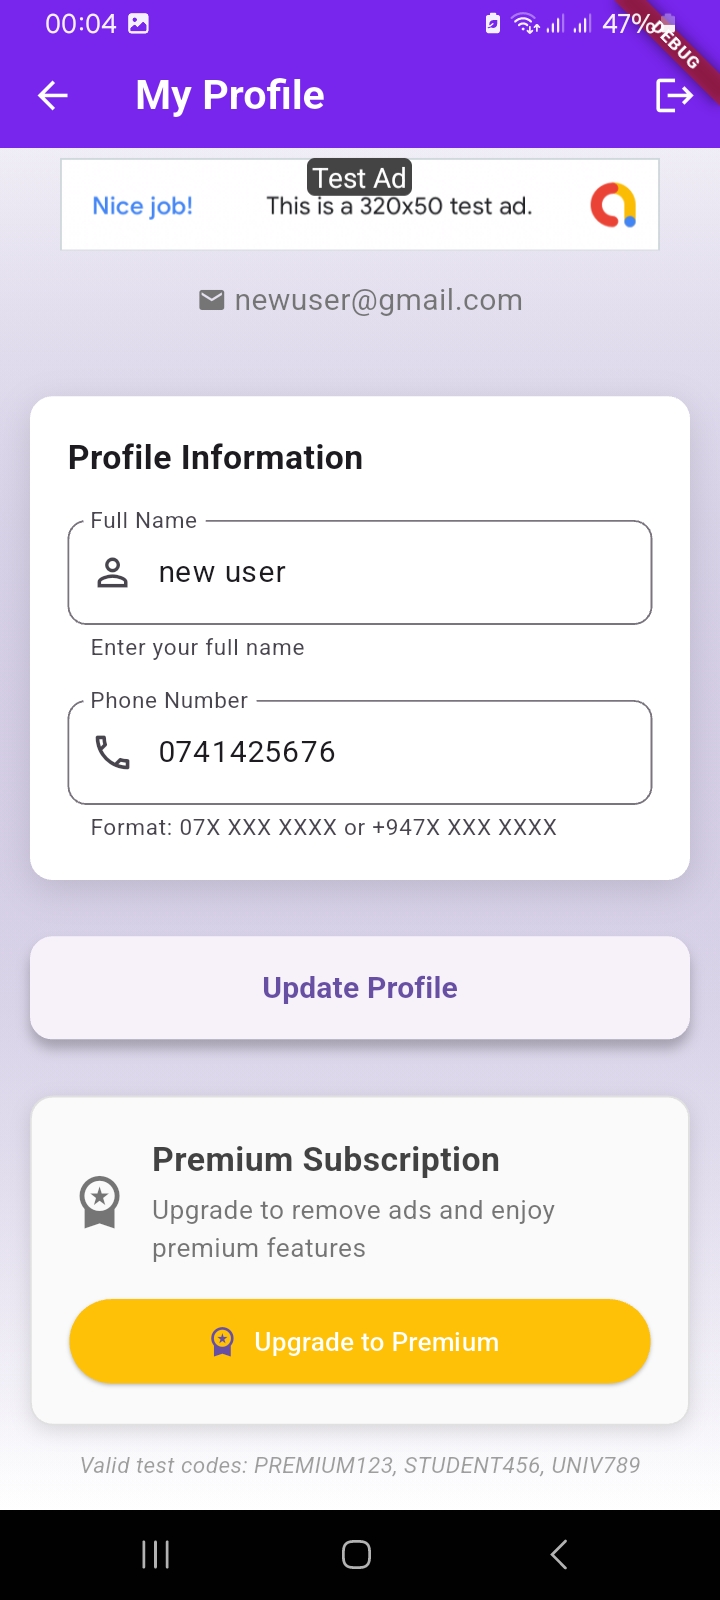 00:04
47%
DEBUG
My Profile
Test Ad
Nice job!
This is a 320x50 test ad.
newuser@gmail.com
Profile Information
Full Name
new user
Enter your full name
Phone Number
0741425676
Format: 07X XXX XXXX or +947X XXX XXXX
Update Profile
Premium Subscription
Upgrade to remove ads and enjoy
premium features
Upgrade to Premium
Valid test codes: PREMIUM123, STUDENT456, UNIV789